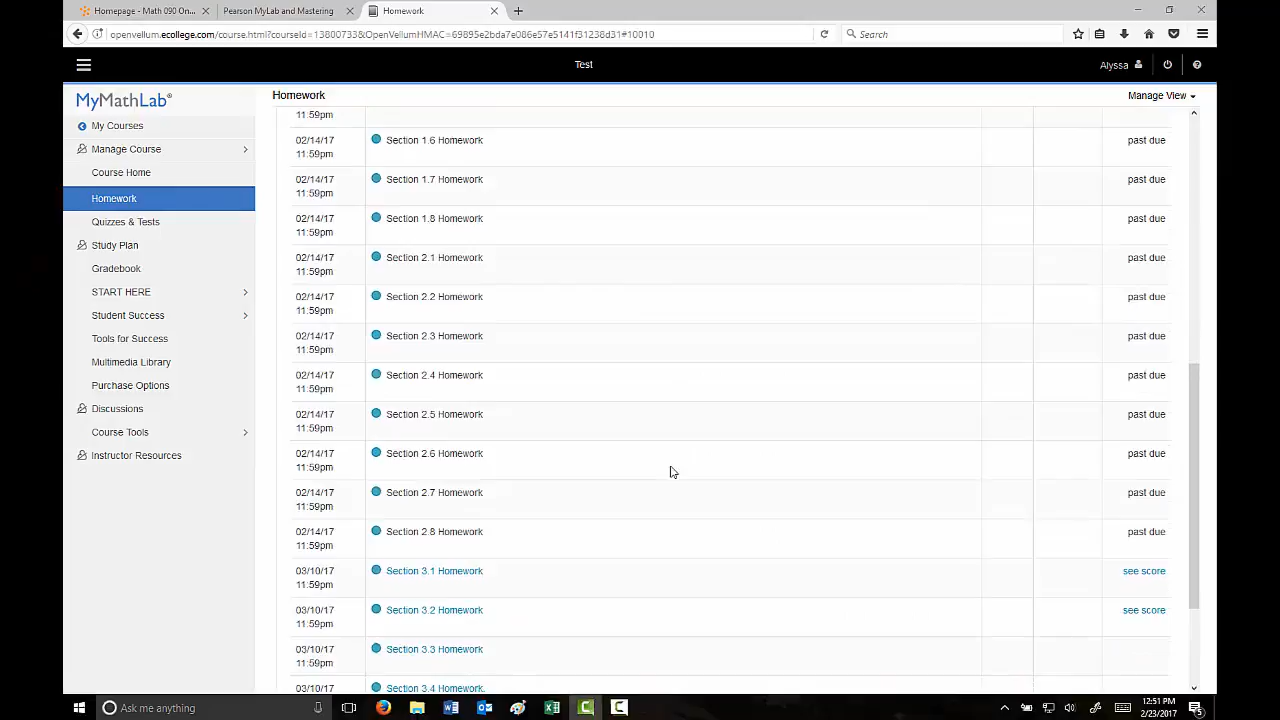 Homepage - Math 090 On...
Pearson MyLab and Mastering
Homework
openvellum.ecollege.com/course.html?courseId=13800733&OpenVellumHMAC=69895e2bda7e086e57e5141f31238d31#10010
Search
Test
Alyssa
MyMathLab®
My Courses
Manage Course
Course Home
Homework
Quizzes & Tests
Study Plan
Gradebook
START HERE
Student Success
Tools for Success
Multimedia Library
Purchase Options
Discussions
Course Tools
Instructor Resources
Homework
Manage View
11:59pm
02/14/17 Section 1.6 Homework past due
11:59pm
02/14/17 Section 1.7 Homework past due
11:59pm
02/14/17 Section 1.8 Homework past due
11:59pm
02/14/17 Section 2.1 Homework past due
11:59pm
02/14/17 Section 2.2 Homework past due
11:59pm
02/14/17 Section 2.3 Homework past due
11:59pm
02/14/17 Section 2.4 Homework past due
11:59pm
02/14/17 Section 2.5 Homework past due
11:59pm
02/14/17 Section 2.6 Homework past due
11:59pm
02/14/17 Section 2.7 Homework past due
11:59pm
02/14/17 Section 2.8 Homework past due
11:59pm
03/10/17 Section 3.1 Homework see score
11:59pm
03/10/17 Section 3.2 Homework see score
11:59pm
03/10/17 Section 3.3 Homework
11:59pm
03/10/17 Section 3.4 Homework.
Ask me anything
12:51 PM
2/23/2017